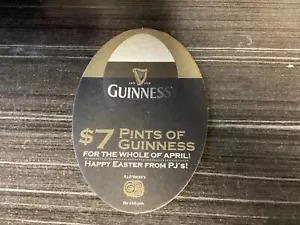 GUINNESS
$7 PINTS OF
GUINNESS
FOR THE WHOLE OF APRIL!
HAPPY EASTER FROM PJ'S!